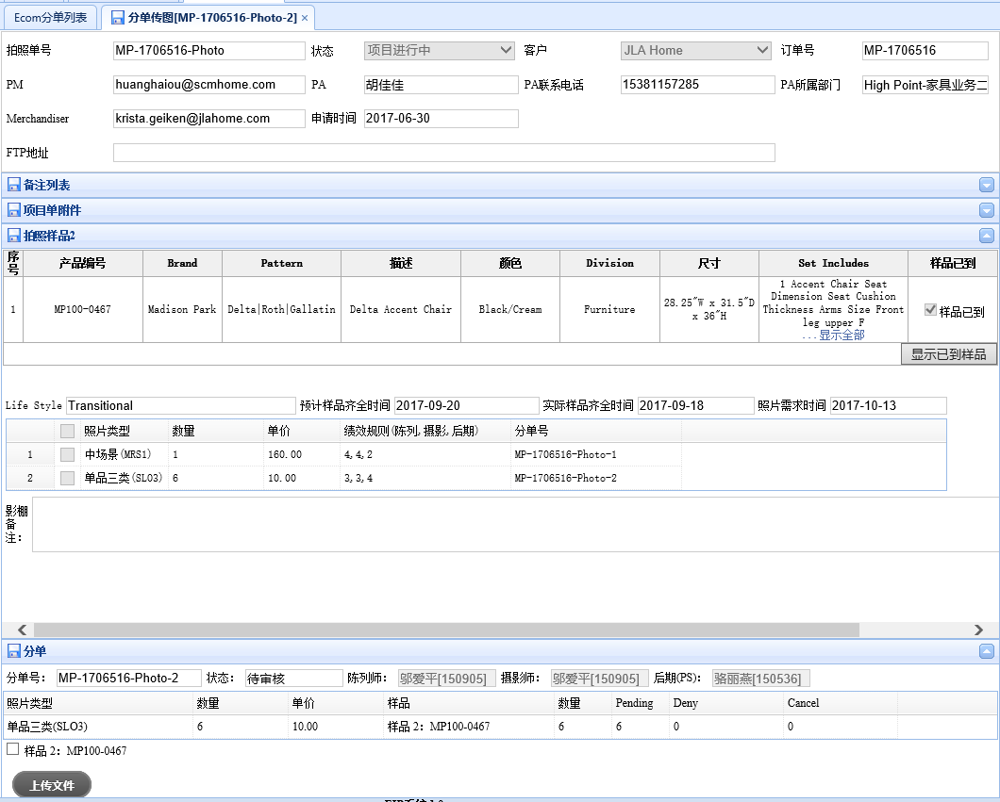 Ecom分单列表 分单传图[MP-1706516-Photo-2] ×
拍照单号 MP-1706516-Photo 状态 项目进行中 客户 JLA Home 订单号 MP-1706516
PM huanghaiou@scmhome.com PA 胡佳佳 PA联系电话 15381157285 PA所属部门 High Point-家具业务二
Merchandiser krista.geiken@jlahome.com 申请时间 2017-06-30
FTP地址
备注列表
项目单附件
拍照样品2
序号 产品编号 Brand Pattern 描述 颜色 Division 尺寸 Set Includes 样品已到
1 MP100-0467 Madison Park Delta|Roth|Gallatin Delta Accent Chair Black/Cream Furniture 28.25"W x 31.5"D x 36"H 1 Accent Chair Seat Dimension Seat Cushion Thickness Arms Size Front leg upper F ...显示全部 样品已到
显示已到样品
Life Style Transitional 预计样品齐全时间 2017-09-20 实际样品齐全时间 2017-09-18 照片需求时间 2017-10-13
照片类型 数量 单价 绩效规则(陈列,摄影,后期) 分单号
1 中场景(MRS1) 1 160.00 4,4,2 MP-1706516-Photo-1
2 单品三类(SLO3) 6 10.00 3,3,4 MP-1706516-Photo-2
影棚备注：
分单
分单号： MP-1706516-Photo-2 状态： 待审核 陈列师： 邬爱平[150905] 摄影师： 邬爱平[150905] 后期(PS)： 骆丽燕[150536]
照片类型 数量 单价 样品 数量 Pending Deny Cancel
单品三类(SLO3) 6 10.00 样品 2：MP100-0467 6 6 0 0
样品 2：MP100-0467
上传文件